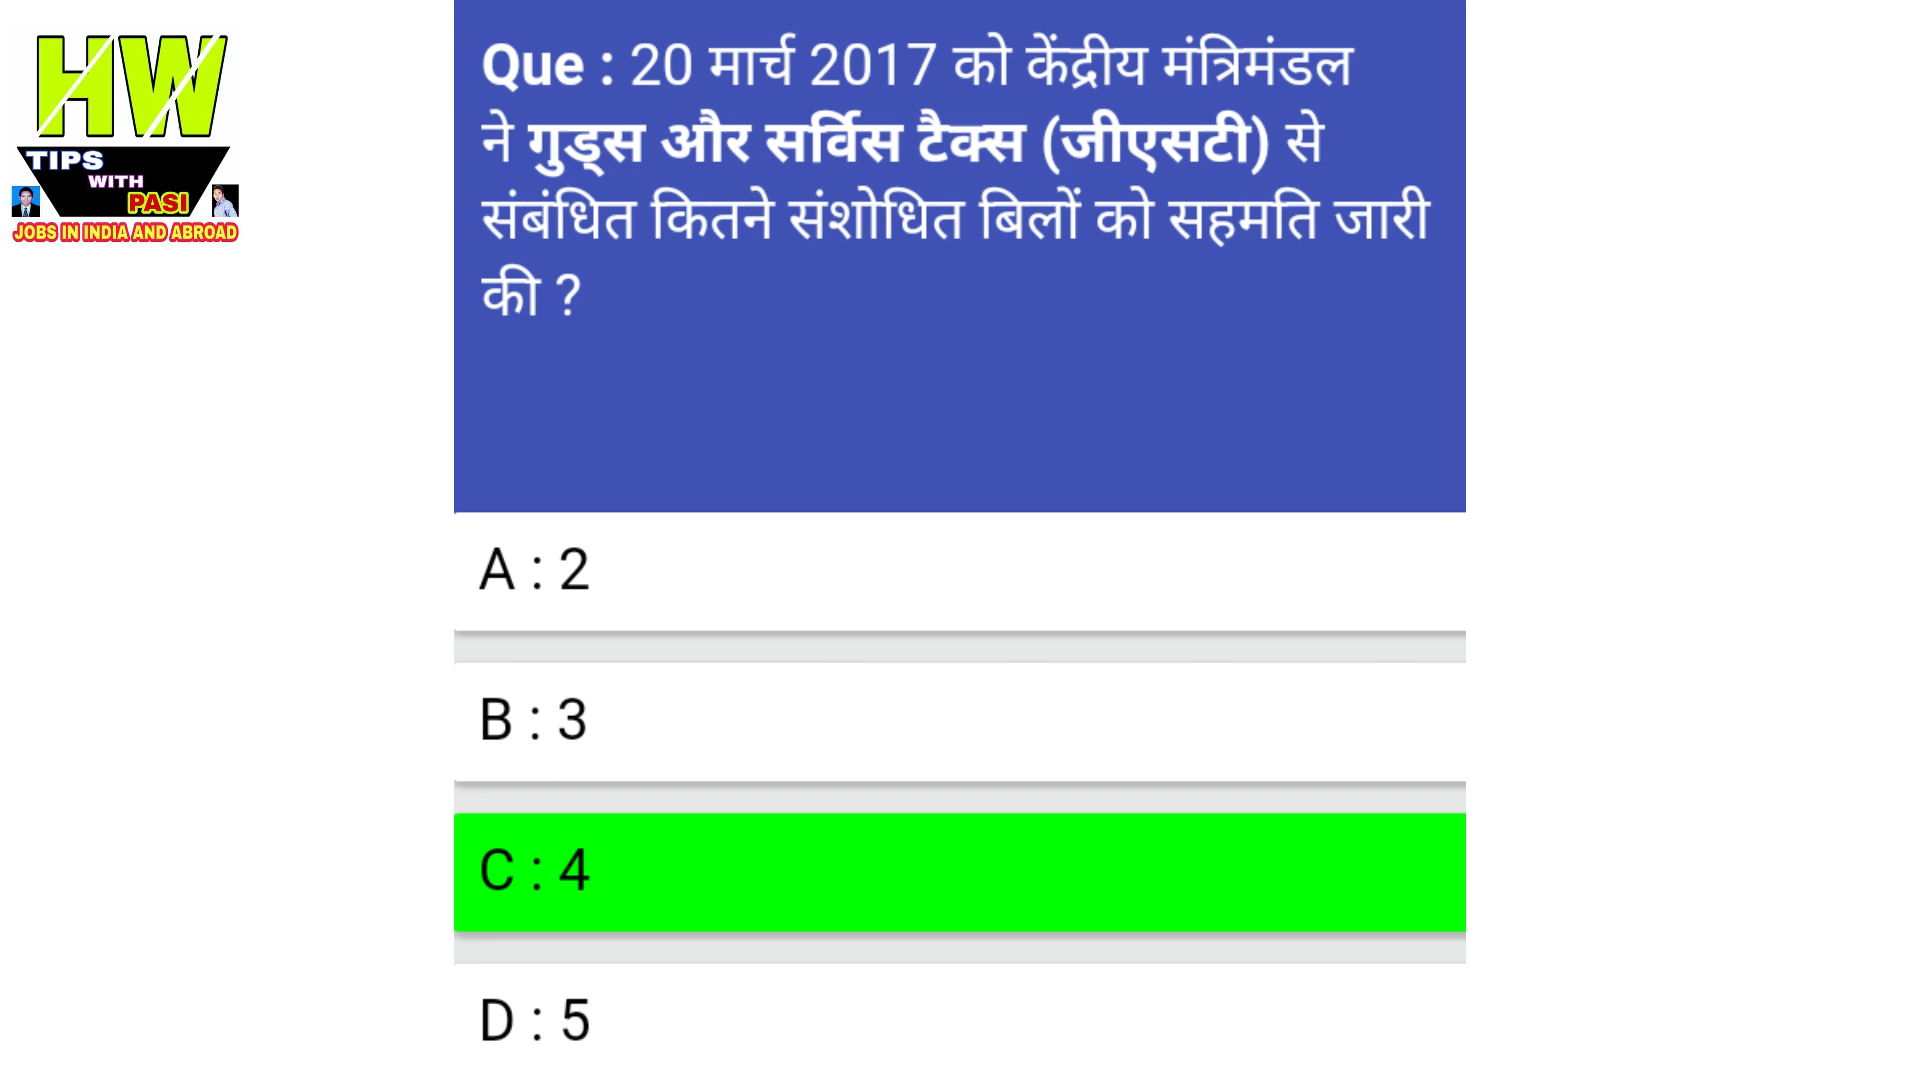 HW
TIPS
WITH
PASI
JOBS IN INDIA AND ABROAD
Que : 20 मार्च 2017 को केंद्रीय मंत्रिमंडल
ने गुड्स और सर्विस टैक्स (जीएसटी) से
संबंधित कितने संशोधित बिलों को सहमति जारी
की ?
A : 2
B : 3
C : 4
D : 5